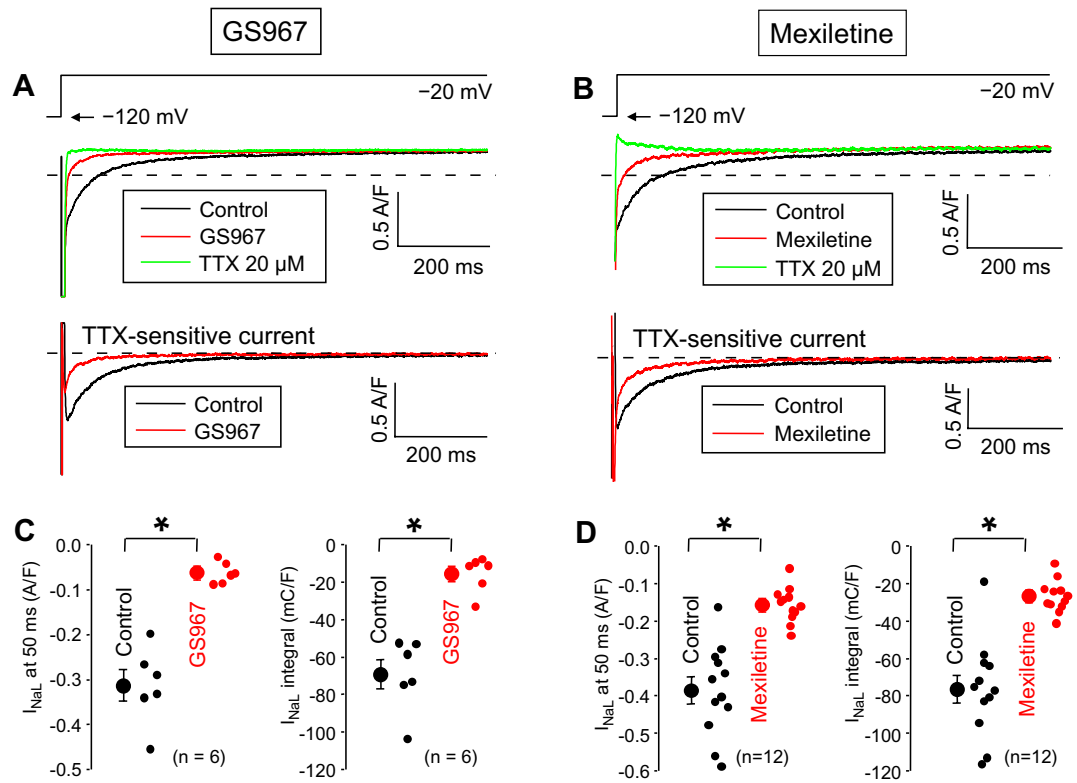 GS967
Mexiletine
A
−20 mV
−120 mV
Control
GS967
TTX 20 µM
0.5 A/F
200 ms
TTX-sensitive current
Control
GS967
0.5 A/F
200 ms
B
−20 mV
−120 mV
Control
Mexiletine
TTX 20 µM
0.5 A/F
200 ms
TTX-sensitive current
Control
Mexiletine
0.5 A/F
200 ms
C
*
0.0
-0.1
-0.2
-0.3
-0.4
-0.5
INaL at 50 ms (A/F)
Control
GS967
(n = 6)
*
0
-20
-40
-60
-80
-100
-120
INaL integral (mC/F)
Control
GS967
(n = 6)
D
*
0.0
-0.1
-0.2
-0.3
-0.4
-0.5
-0.6
INaL at 50 ms (A/F)
Control
Mexiletine
(n=12)
*
0
-20
-40
-60
-80
-100
-120
INaL integral (mC/F)
Control
Mexiletine
(n=12)